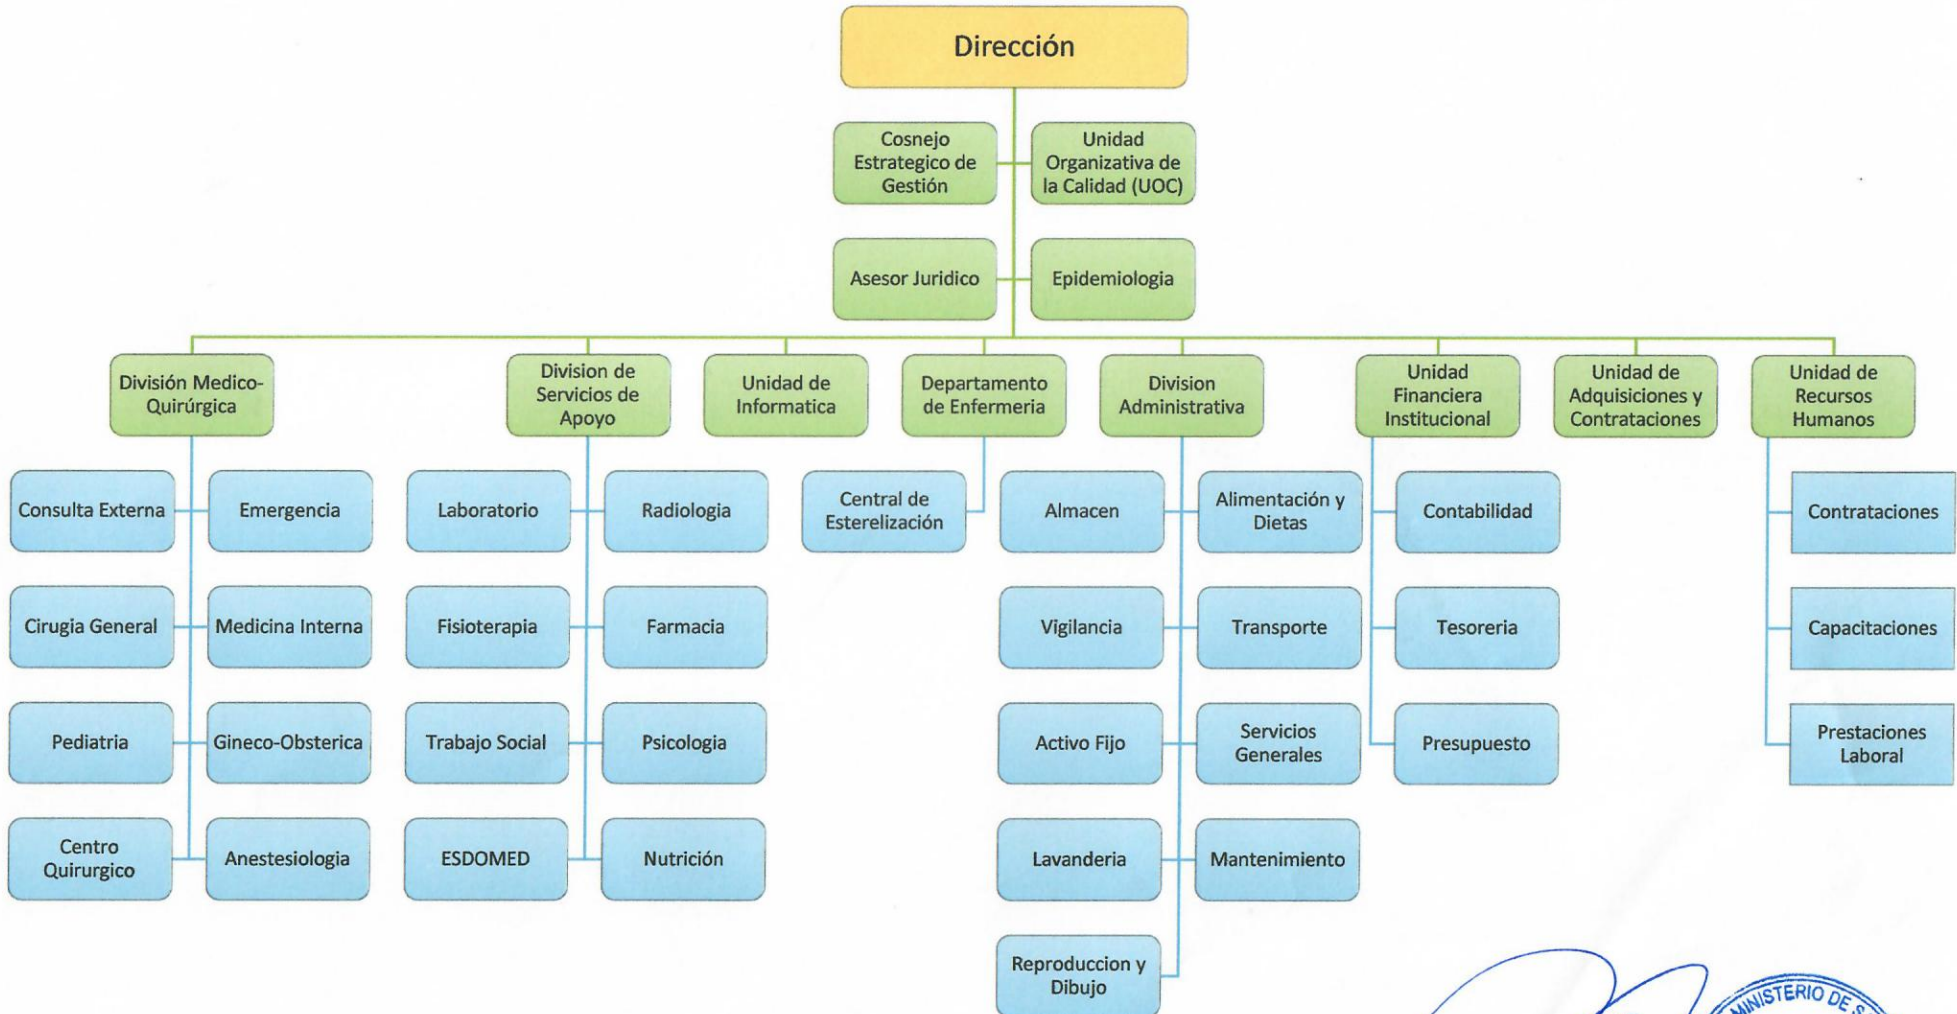 Dirección
Cosnejo
Estrategico de
Gestión
Unidad
Organizativa de
la Calidad (UOC)
Asesor Juridico
Epidemiologia
División Medico-
Quirúrgica
Division de
Servicios de
Apoyo
Unidad de
Informatica
Departamento
de Enfermeria
Division
Administrativa
Unidad
Financiera
Institucional
Unidad de
Adquisiciones y
Contrataciones
Unidad de
Recursos
Humanos
Consulta Externa
Emergencia
Laboratorio
Radiologia
Central de
Esterelización
Almacen
Alimentación y
Dietas
Contabilidad
Contrataciones
Cirugia General
Medicina Interna
Fisioterapia
Farmacia
Vigilancia
Transporte
Tesoreria
Capacitaciones
Pediatria
Gineco-Obsterica
Trabajo Social
Psicologia
Activo Fijo
Servicios
Generales
Presupuesto
Prestaciones
Laboral
Centro
Quirurgico
Anestesiologia
ESDOMED
Nutrición
Lavanderia
Mantenimiento
Reproduccion y
Dibujo
MINISTERIO DE